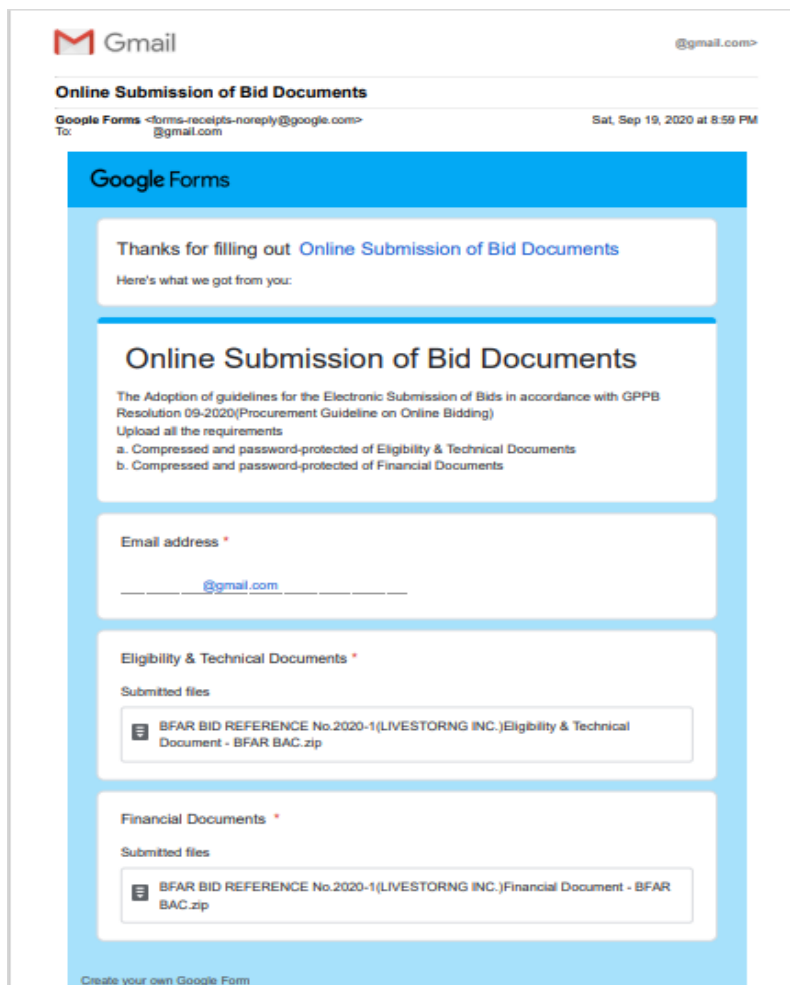 Gmail
@gmail.com>
Online Submission of Bid Documents
Google Forms <forms-receipts-noreply@google.com>
Sat, Sep 19, 2020 at 8:59 PM
To: @gmail.com
Google Forms
Thanks for filling out Online Submission of Bid Documents
Here's what we got from you:
Online Submission of Bid Documents
The Adoption of guidelines for the Electronic Submission of Bids in accordance with GPPB
Resolution 09-2020(Procurement Guideline on Online Bidding)
Upload all the requirements
a. Compressed and password-protected of Eligibility & Technical Documents
b. Compressed and password-protected of Financial Documents
Email address *
@gmail.com
Eligibility & Technical Documents *
Submitted files
BFAR BID REFERENCE No.2020-1(LIVESTORNG INC.)Eligibility & Technical
Document - BFAR BAC.zip
Financial Documents *
Submitted files
BFAR BID REFERENCE No.2020-1(LIVESTORNG INC.)Financial Document - BFAR
BAC.zip
Create your own Google Form